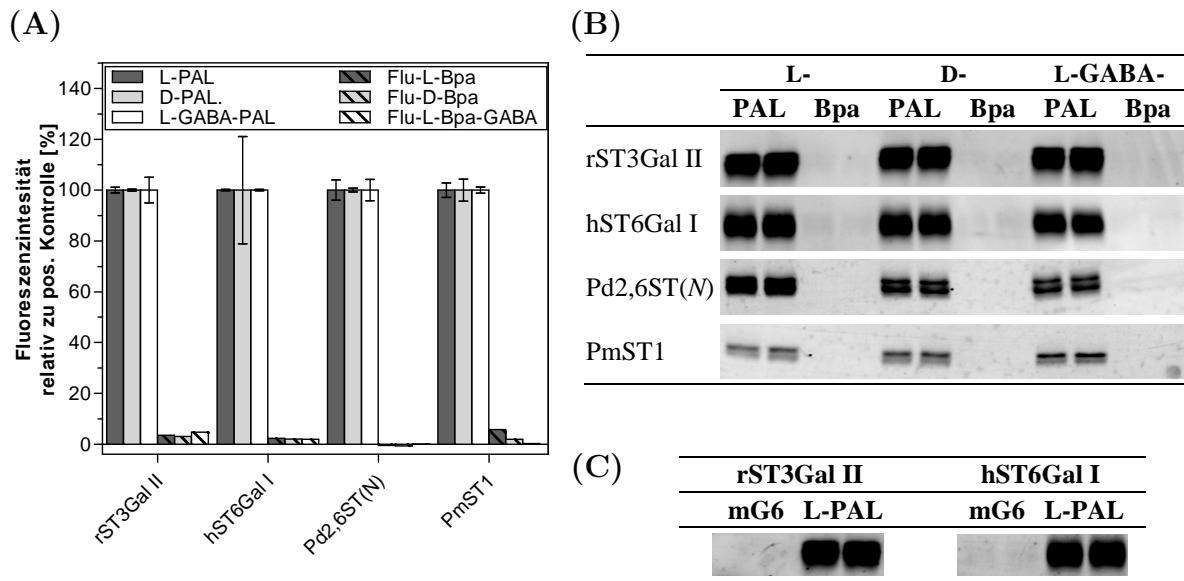 (A)
Fluoreszenzintesität
relativ zu pos. Kontrolle [%]
140
120
100
80
60
40
20
0
L-PAL
D-PAL.
L-GABA-PAL
Flu-L-Bpa
Flu-D-Bpa
Flu-L-Bpa-GABA
rST3Gal II
hST6Gal I
Pd2,6ST(N)
PmST1
(B)
L- D- L-GABA-
PAL Bpa PAL Bpa PAL Bpa
rST3Gal II
hST6Gal I
Pd2,6ST(N)
PmST1
(C)
rST3Gal II hST6Gal I
mG6 L-PAL mG6 L-PAL